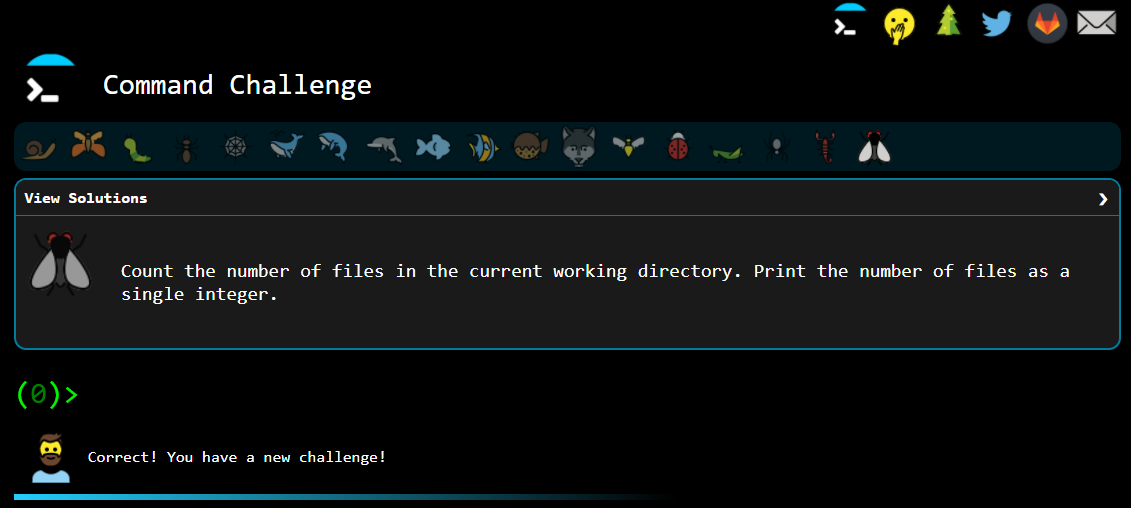 Command Challenge
View Solutions
Count the number of files in the current working directory. Print the number of files as a
single integer.
(0)>
Correct! You have a new challenge!